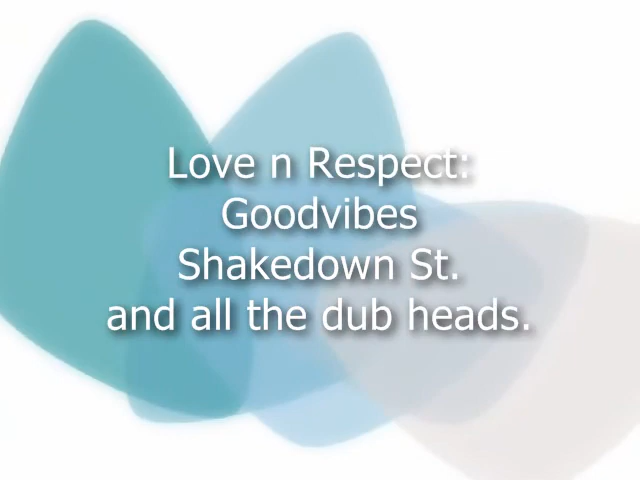 Love n Respect:
Goodvibes
Shakedown St.
and all the dub heads.